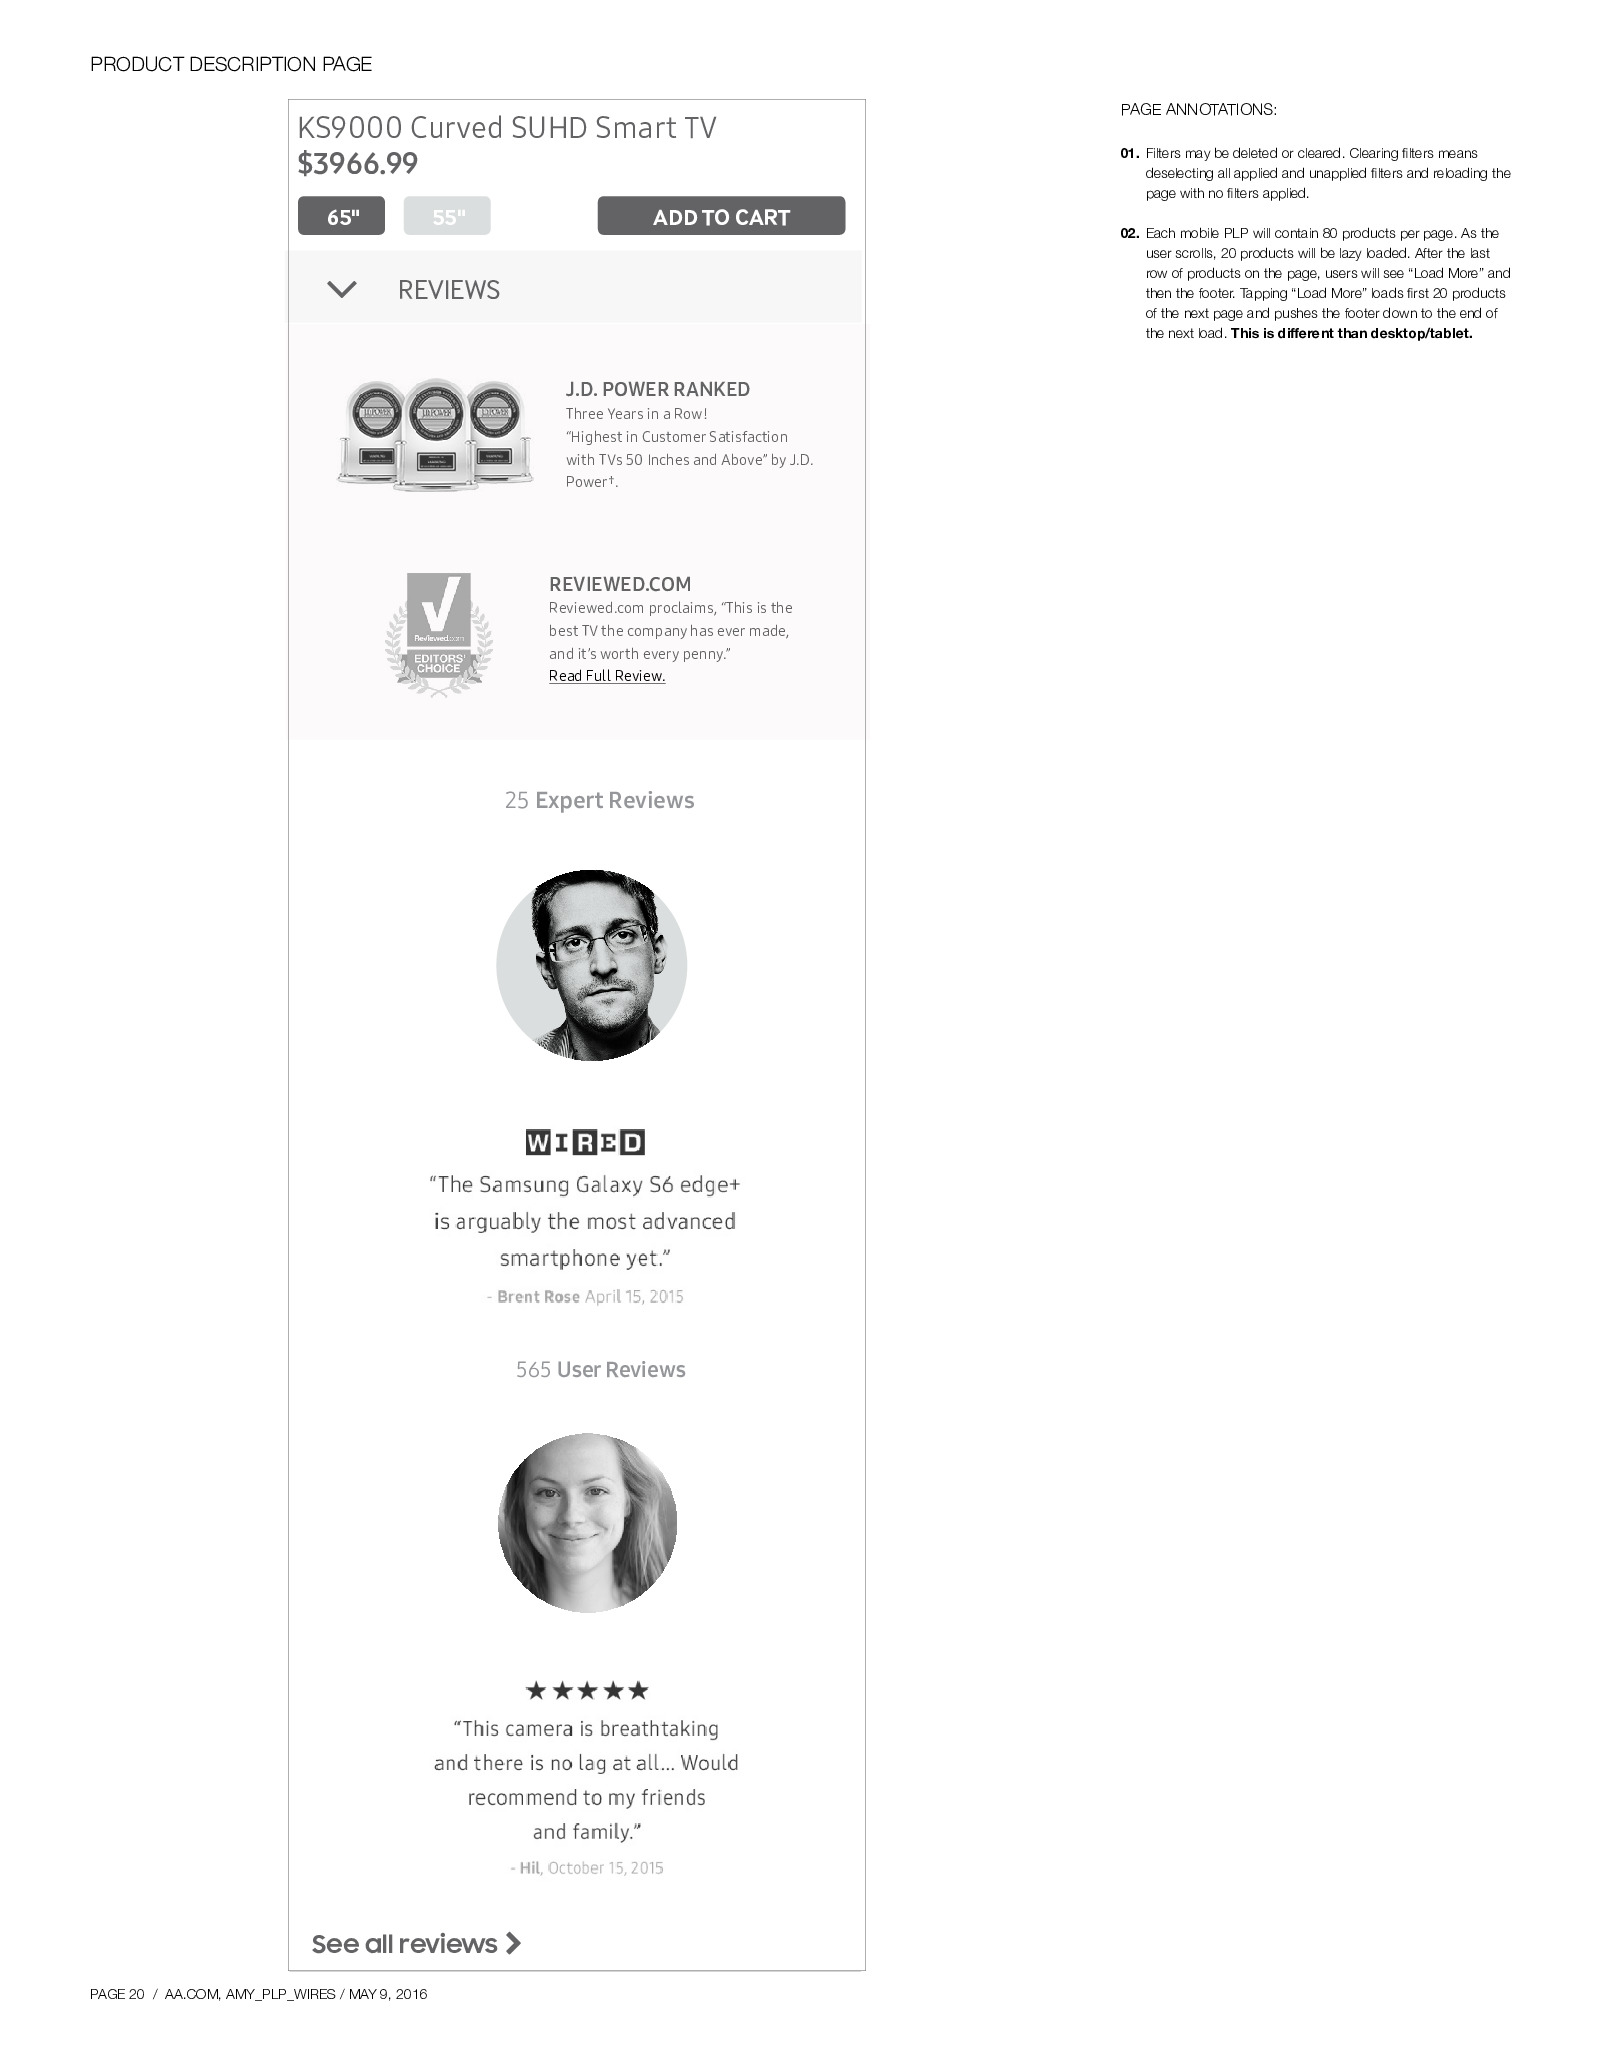 PRODUCT DESCRIPTION PAGE
KS9000 Curved SUHD Smart TV
$3966.99
65" 55" ADD TO CART
REVIEWS
J.D. POWER RANKED
Three Years in a Row!
“Highest in Customer Satisfaction
with TVs 50 Inches and Above” by J.D.
Power†.
J.D.POWER J.D.POWER J.D.POWER
Reviewed.com
EDITORS'
CHOICE
REVIEWED.COM
Reviewed.com proclaims, “This is the
best TV the company has ever made,
and it’s worth every penny.”
Read Full Review.
25 Expert Reviews
WIRED
“The Samsung Galaxy S6 edge+
is arguably the most advanced
smartphone yet.”
- Brent Rose April 15, 2015
565 User Reviews
“This camera is breathtaking
and there is no lag at all... Would
recommend to my friends
and family.”
- Hil, October 15, 2015
See all reviews
PAGE ANNOTATIONS:
01. Filters may be deleted or cleared. Clearing filters means
deselecting all applied and unapplied filters and reloading the
page with no filters applied.
02. Each mobile PLP will contain 80 products per page. As the
user scrolls, 20 products will be lazy loaded. After the last
row of products on the page, users will see “Load More” and
then the footer. Tapping “Load More” loads first 20 products
of the next page and pushes the footer down to the end of
the next load. This is different than desktop/tablet.
PAGE 20 / AA.COM, AMY_PLP_WIRES / MAY 9, 2016